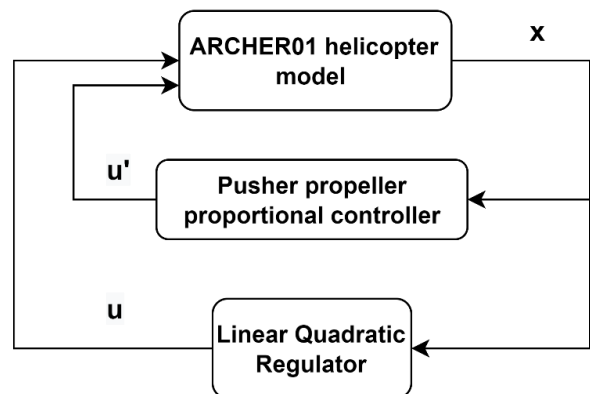 ARCHER01 helicopter
model
x
u'
Pusher propeller
proportional controller
u
Linear Quadratic
Regulator